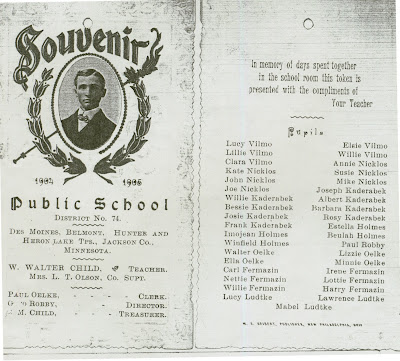 Souvenir
1904 1905
Public School
DISTRICT No. 74.
DES MOINES, BELMONT, HUNTER AND
HERON LAKE TPS., JACKSON CO.,
MINNESOTA.
W. WALTER CHILD, TEACHER.
MRS. L. T. OLSON, CO. SUPT.
PAUL OELKE, CLERK.
ROBBY, DIRECTOR.
M. CHILD, TREASURER.
In memory of days spent together
in the school room this token is
presented with the compliments of
Your Teacher
Pupils
Lucy Vilmo
Lillie Vilmo
Clara Vilmo
Kate Nicklos
John Nicklos
Joe Nicklos
Willie Kaderabek
Bessie Kaderabek
Josie Kaderabek
Frank Kaderabek
Imojean Holmes
Winfield Holmes
Walter Oelke
Ella Oelke
Carl Fermazin
Nettie Fermazin
Willie Fermazin
Lucy Ludtke
Elsie Vilmo
Willie Vilmo
Annie Nicklos
Susie Nicklos
Mike Nicklos
Joseph Kaderabek
Albert Kaderabek
Barbara Kaderabek
Rosy Kaderabek
Estella Holmes
Beulah Holmes
Paul Robby
Lizzie Oelke
Minnie Oelke
Irene Fermazin
Lottie Fermazin
Harry Fermazin
Lawrence Ludtke
Mabel Ludtke
PUBLISHER, NEW PHILADELPHIA, OHIO